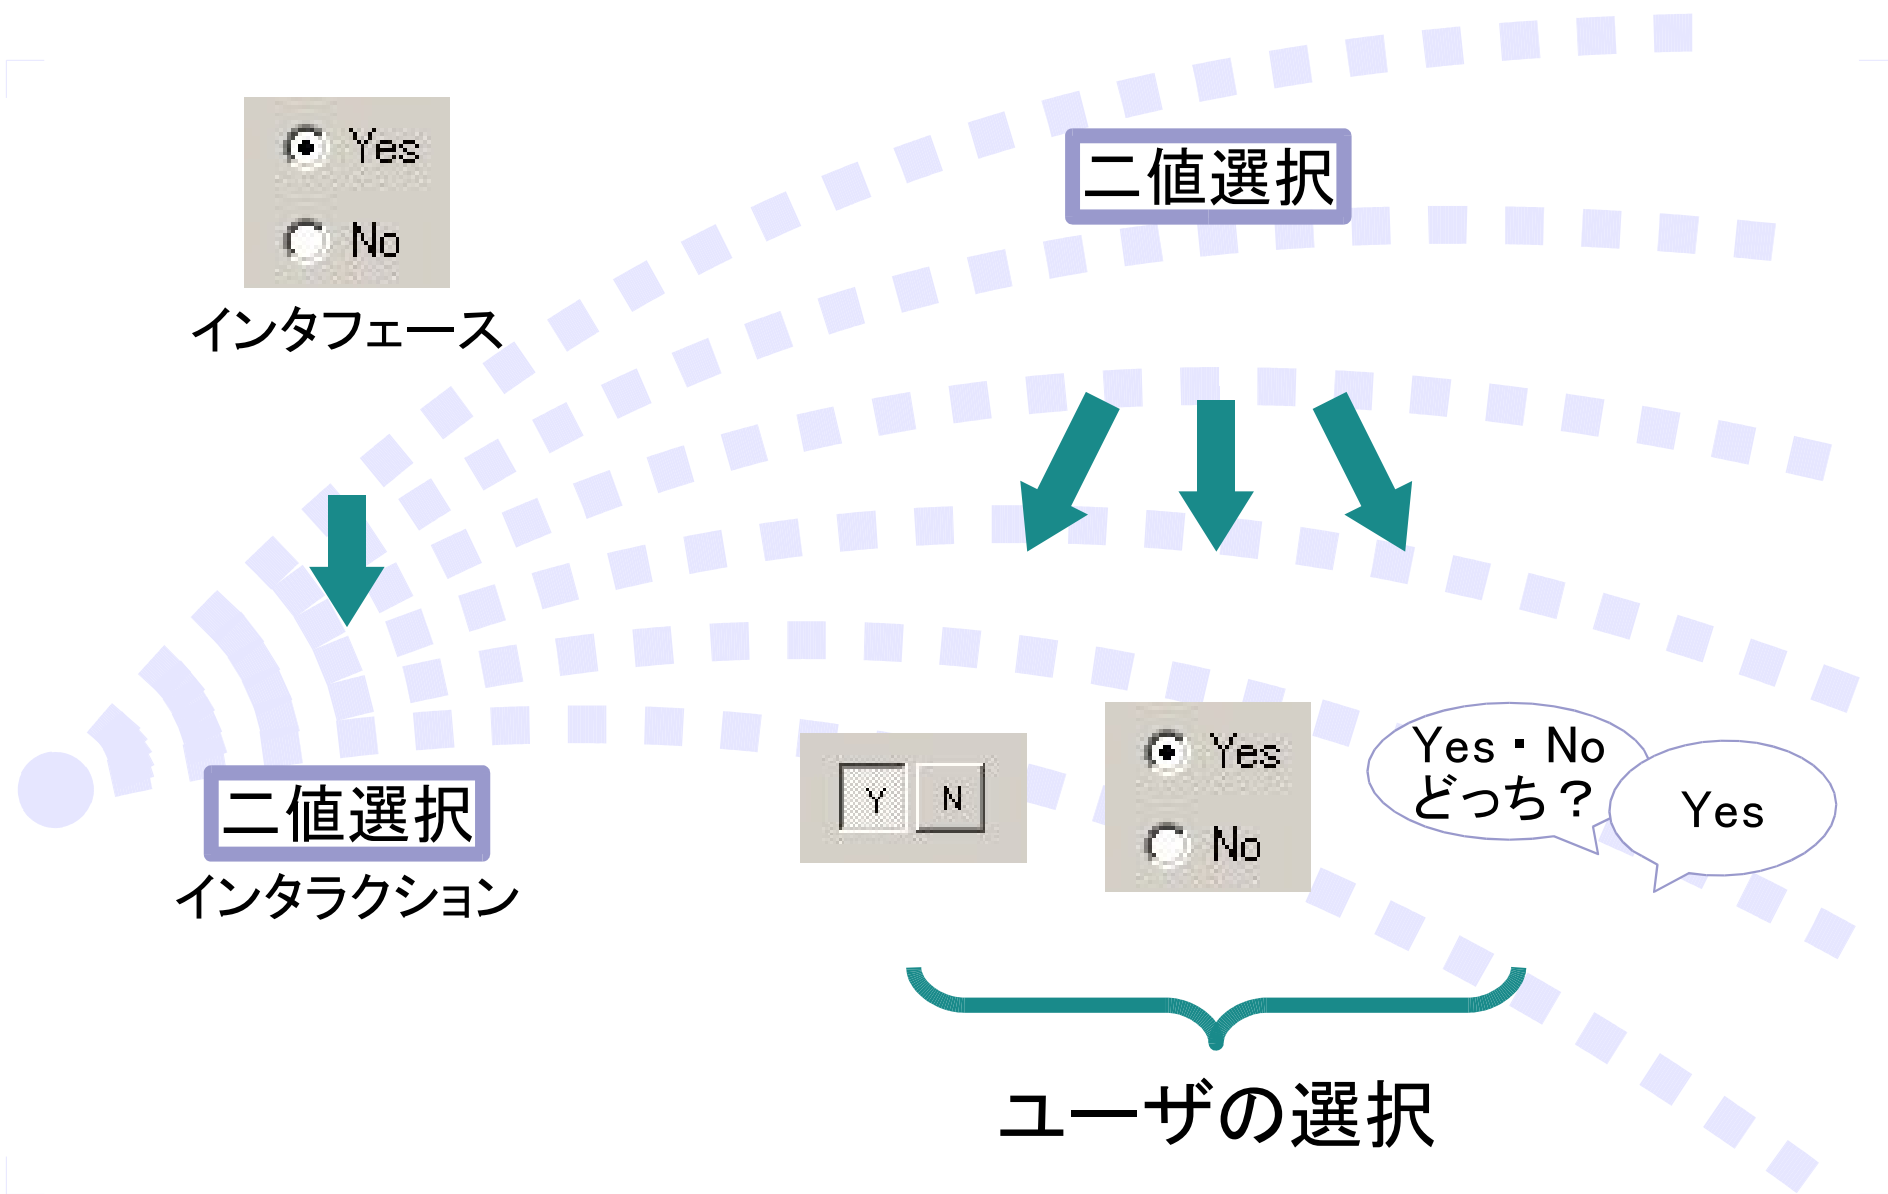 Yes
No
インタフェース
二値選択
インタラクション
二値選択
Y N
Yes
No
Yes・No
どっち？
Yes
ユーザの選択